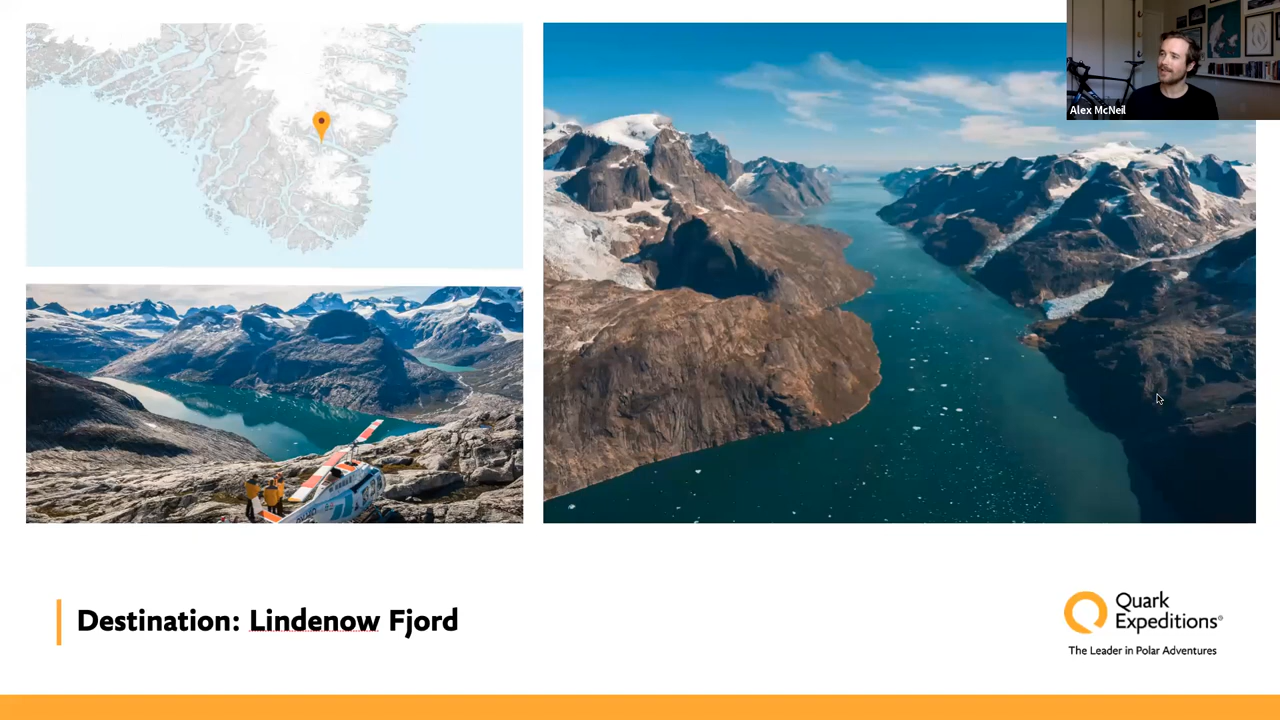 Alex McNeil
Destination: Lindenow Fjord
Quark
Expeditions®
The Leader in Polar Adventures